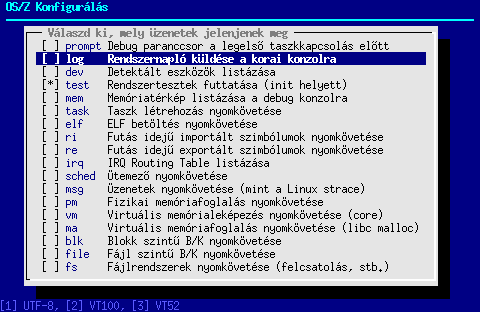 OS/Z Konfigurálás
Válaszd ki, mely üzenetek jelenjenek meg
[ ] prompt Debug paranccsor a legelső taszkkapcsolás előtt
[ ] log Rendszernapló küldése a korai konzolra
[ ] dev Detektált eszközök listázása
[*] test Rendszertesztek futtatása (init helyett)
[ ] mem Memóriatérkép listázása a debug konzolra
[ ] task Taszk létrehozás nyomkövetése
[ ] elf ELF betöltés nyomkövetése
[ ] ri Futás idejű importált szimbólumok nyomkövetése
[ ] re Futás idejű exportált szimbólumok nyomkövetése
[ ] irq IRQ Routing Table listázása
[ ] sched Ütemező nyomkövetése
[ ] msg Üzenetek nyomkövetése (mint a Linux strace)
[ ] pm Fizikai memóriafoglalás nyomkövetése
[ ] vm Virtuális memórialeképezés nyomkövetése (core)
[ ] ma Virtuális memóriafoglalás nyomkövetése (libc malloc)
[ ] blk Blokk szintű B/K nyomkövetése
[ ] file Fájl szintű B/K nyomkövetése
[ ] fs Fájlrendszerek nyomkövetése (felcsatolás, stb.)
[1] UTF-8, [2] VT100, [3] VT52